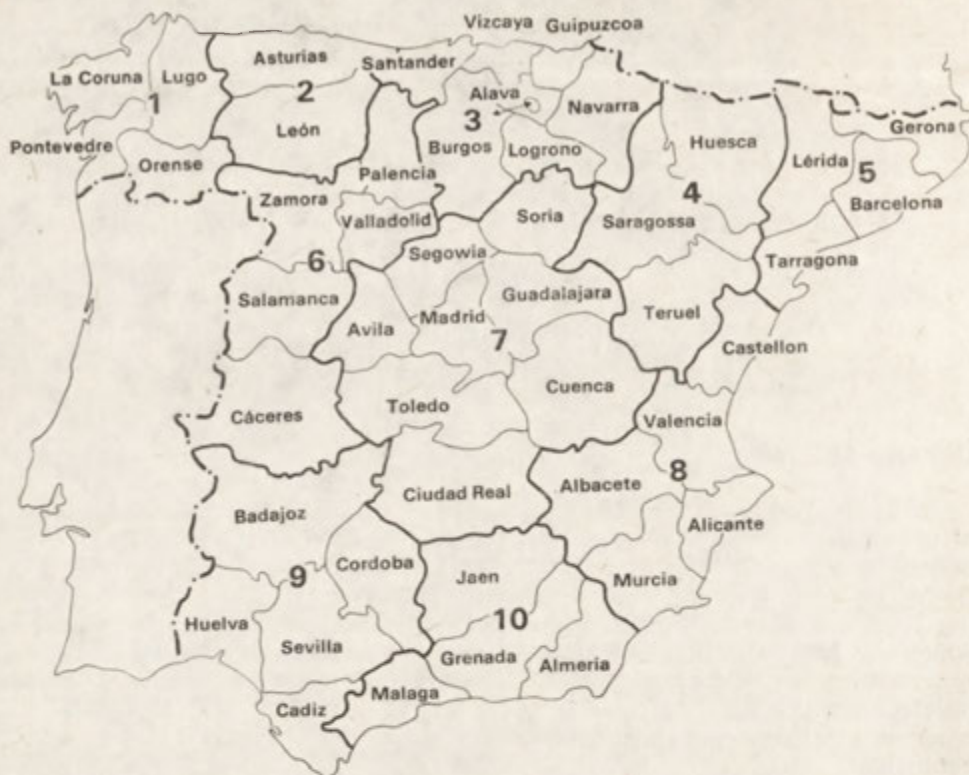 Vizcaya Guipuzcoa
Asturias
Santander
La Coruna Lugo
1
2
Alava
3
Navarra
León
Gerona
Pontevedre
Burgos
Logrono
Huesca
Lérida
5
Orense
Palencia
4
Barcelona
Zamora
Valladolid
Soria
Saragossa
Segowia
Tarragona
6
Salamanca
Guadalajara
Avila
Madrid
7
Teruel
Castellon
Cuenca
Cáceres
Toledo
Valencia
8
Ciudad Real
Albacete
Badajoz
Alicante
Cordoba
9
Jaen
Murcia
Huelva
10
Sevilla
Grenada
Almeria
Malaga
Cadiz